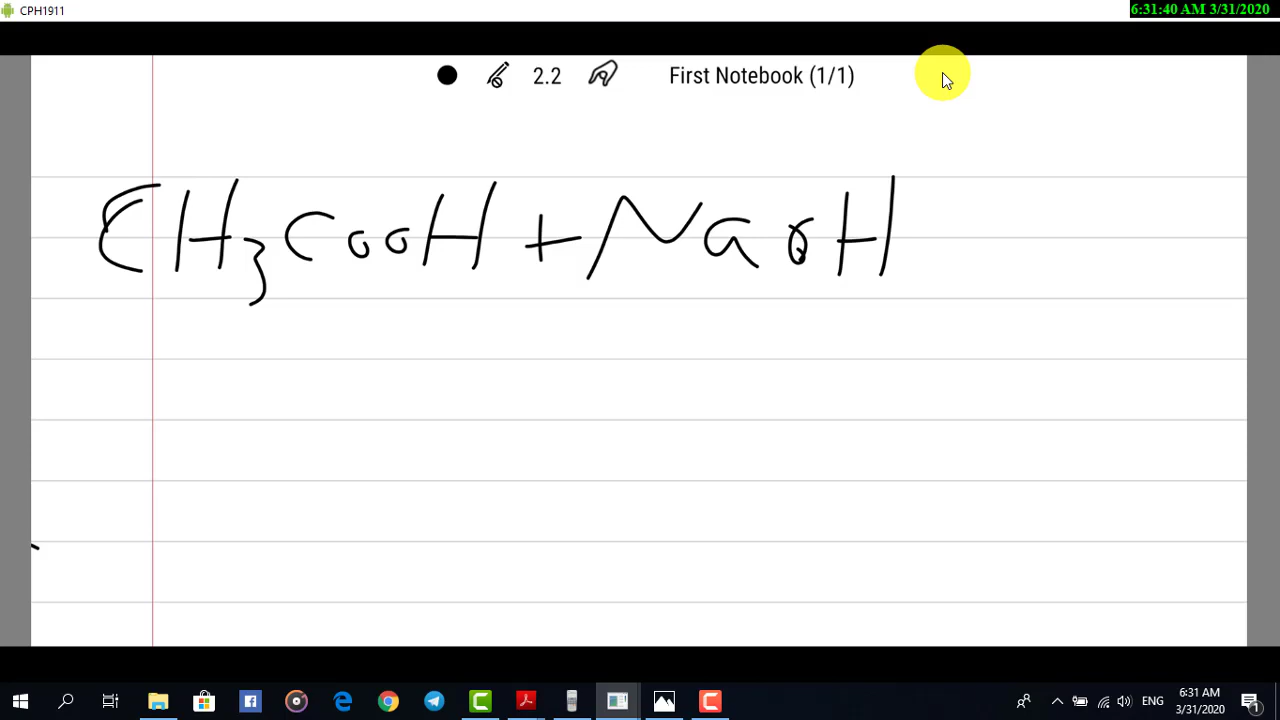 CPH1911
6:31:40 AM 3/31/2020
2.2 First Notebook (1/1)
CH3COOH + NaOH
ENG
6:31 AM
3/31/2020
1